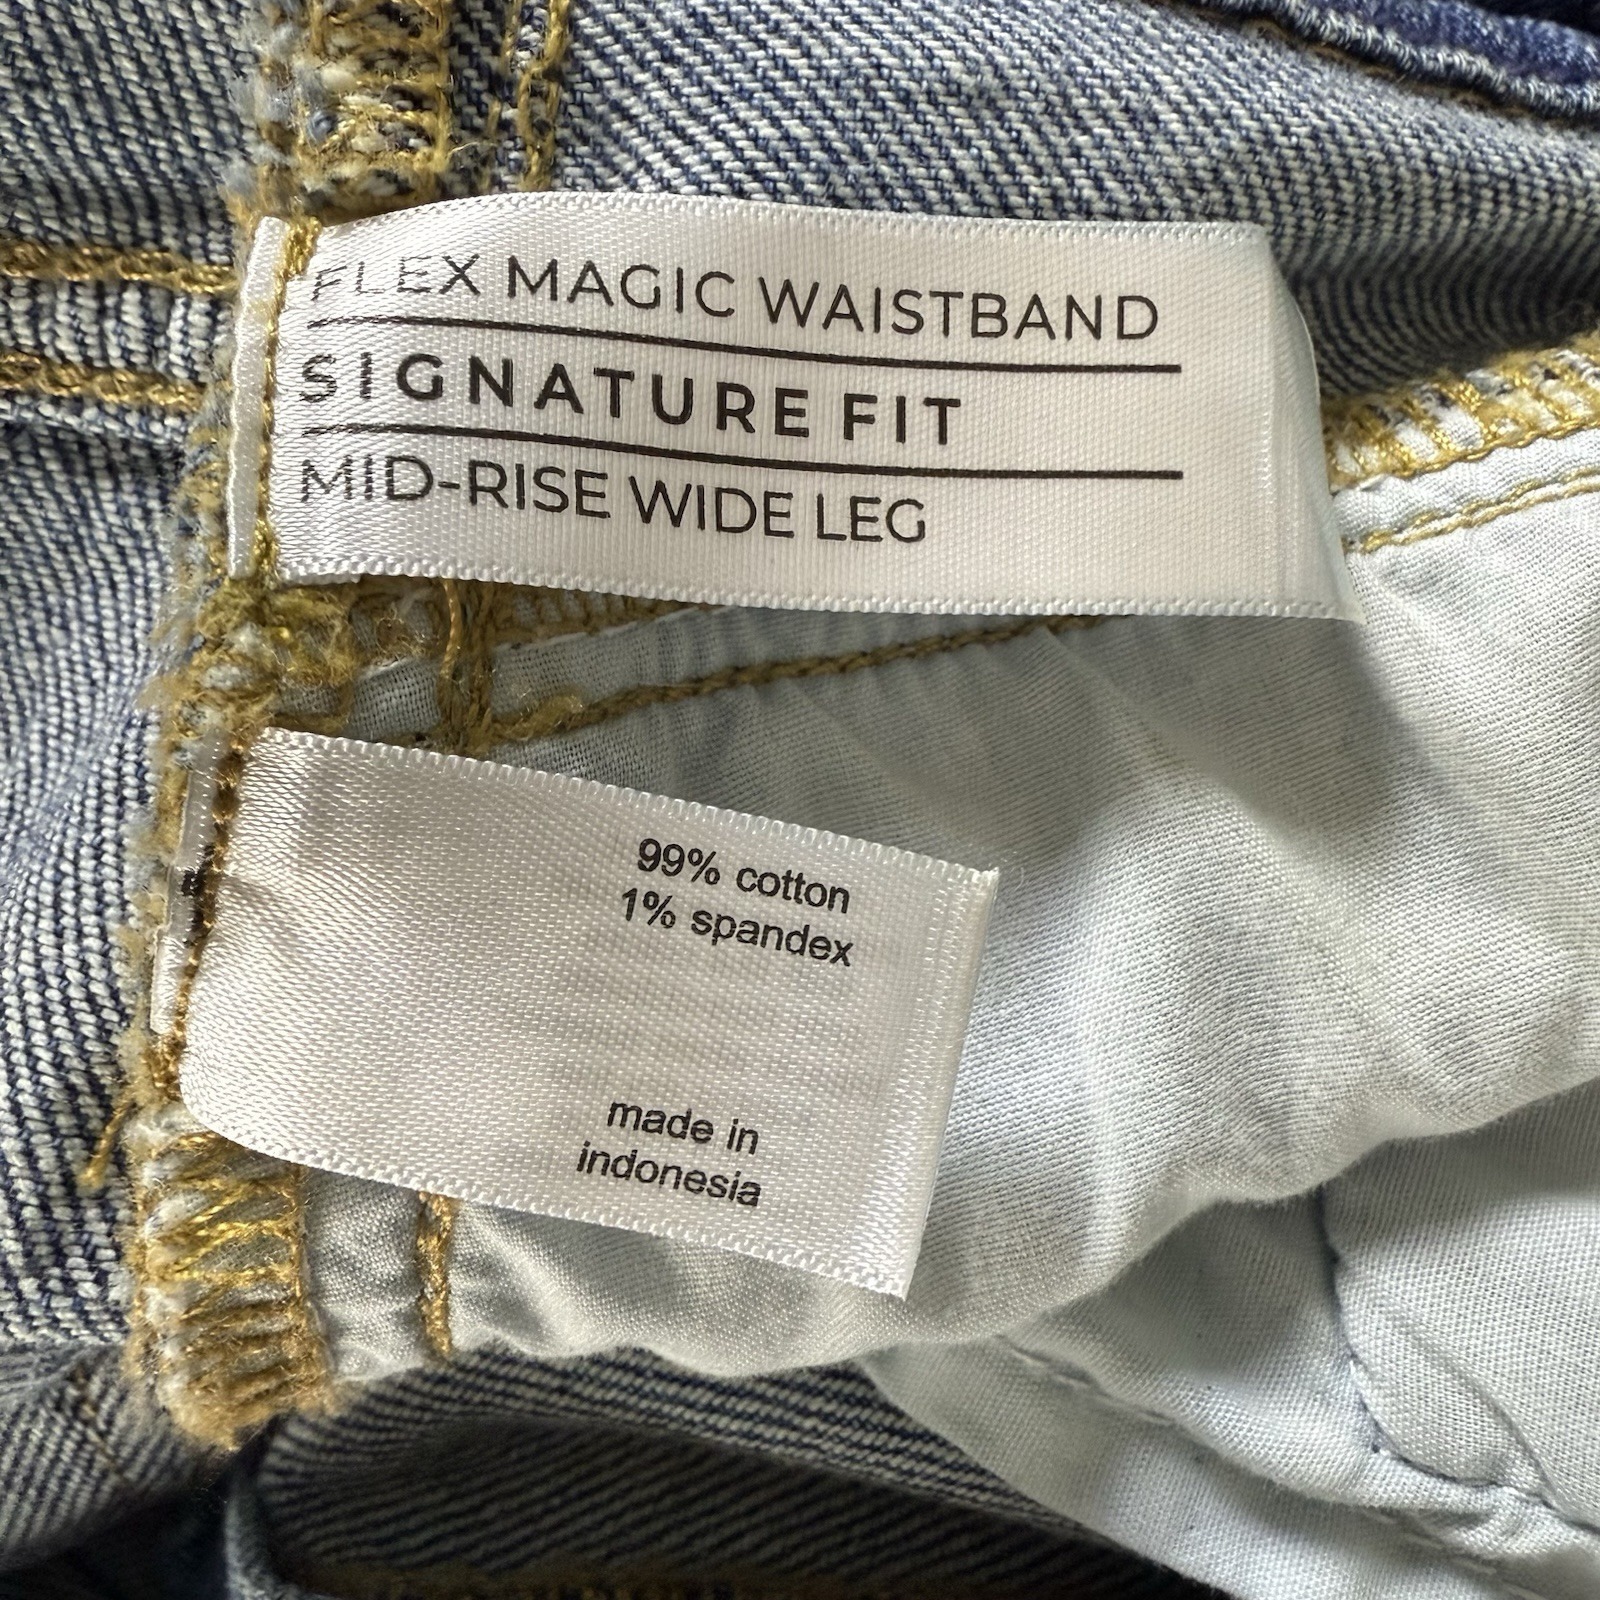 FLEX MAGIC WAISTBAND
SIGNATURE FIT
MID-RISE WIDE LEG
99% cotton
1% spandex
made in
indonesia